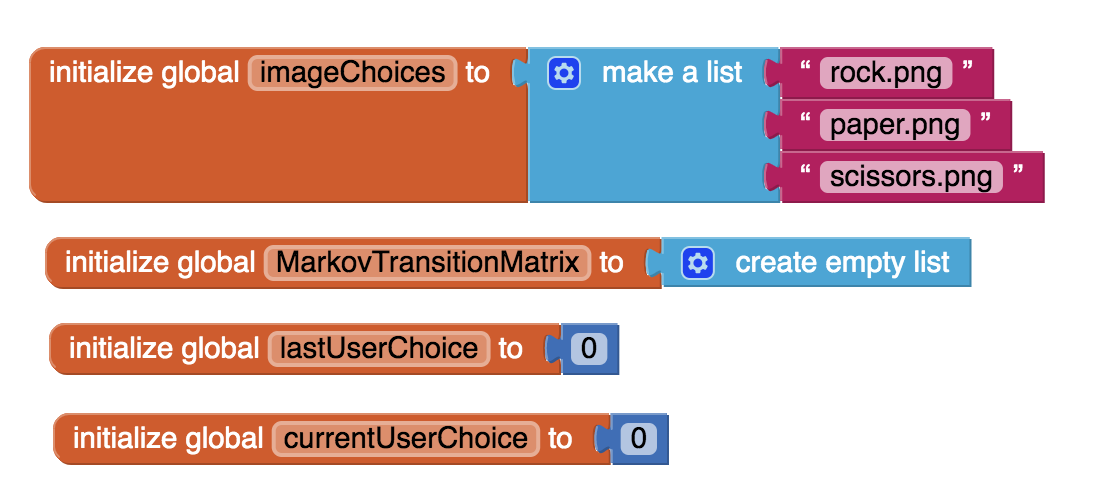 initialize global imageChoices to make a list " rock.png "
" paper.png "
" scissors.png "
initialize global MarkovTransitionMatrix to create empty list
initialize global lastUserChoice to 0
initialize global currentUserChoice to 0